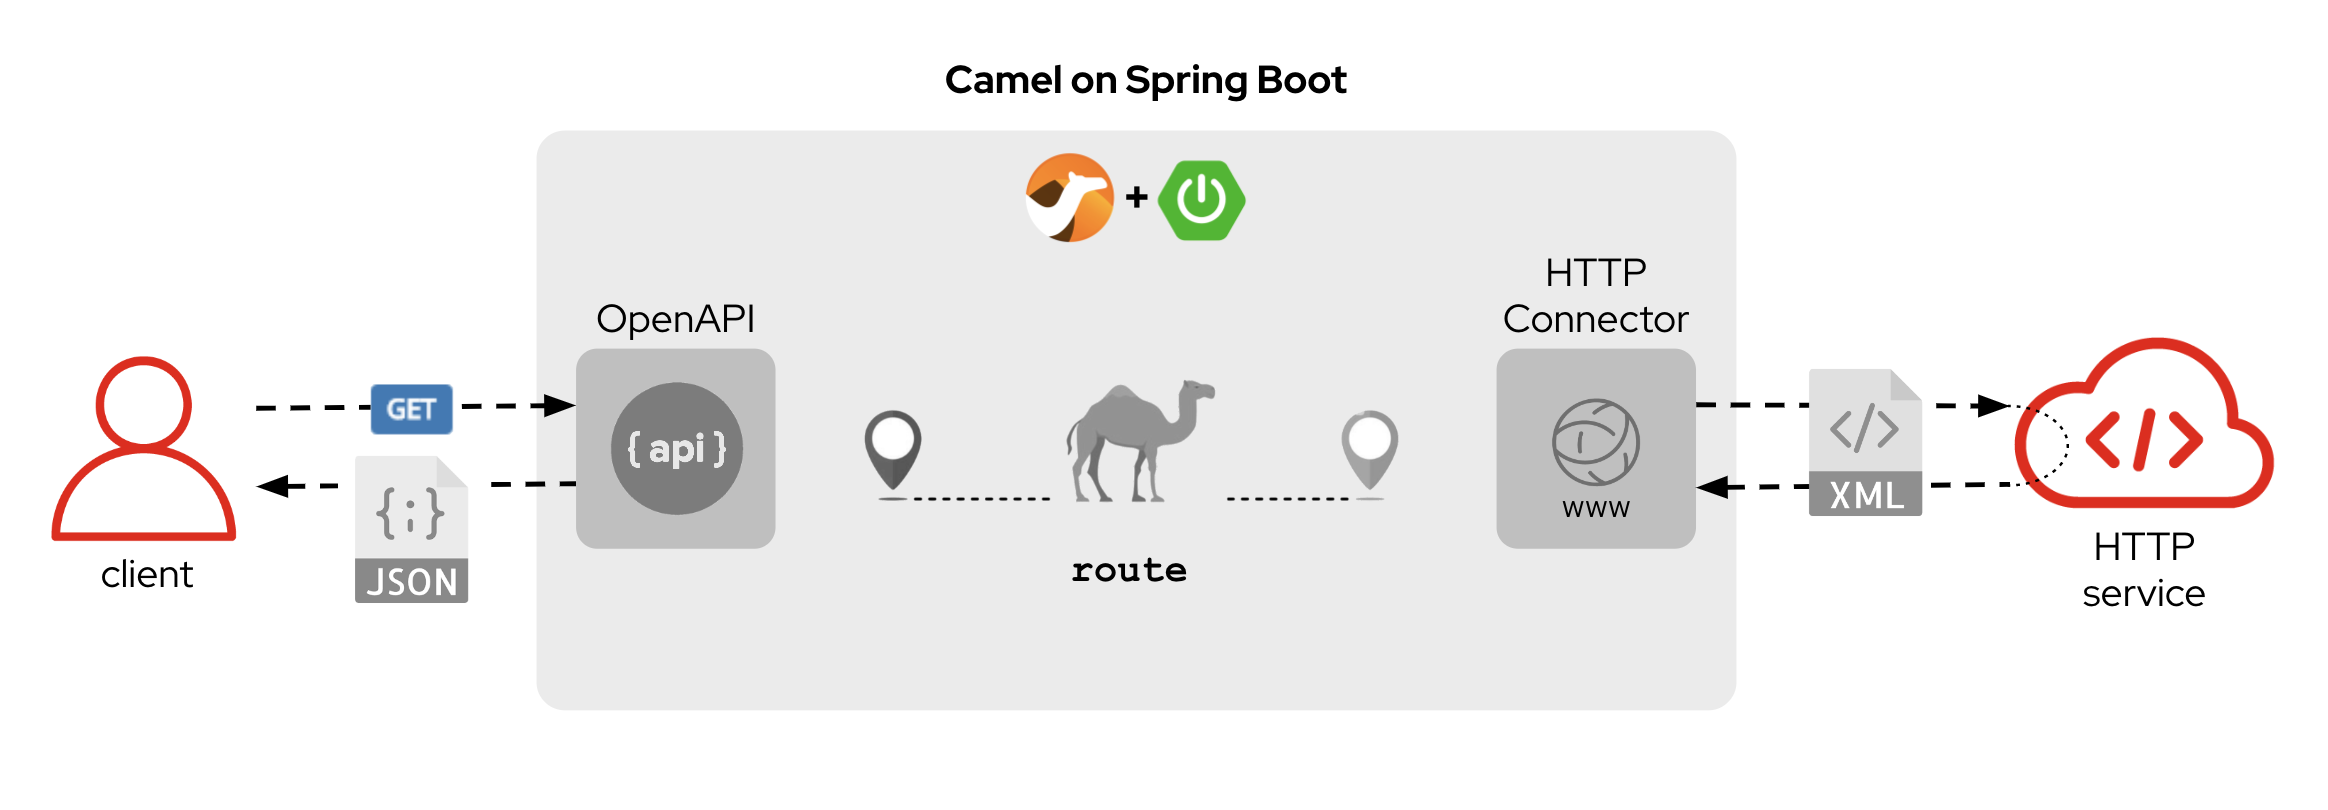 Camel on Spring Boot
+
HTTP
Connector
OpenAPI
GET
{ api }
{;}
JSON
client
route
www
</>
XML
</>
HTTP
service